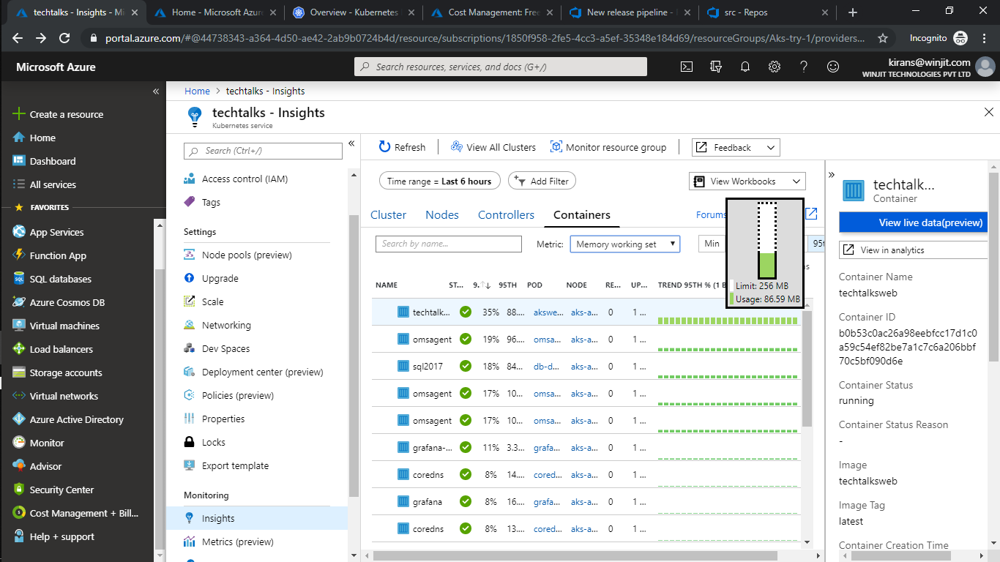 techtalks - Insights - Mi
Home - Microsoft Azure
Overview - Kubernetes
Cost Management: Free
New release pipeline -
src - Repos
portal.azure.com/#@44738343-a364-4d50-ae42-2ab9b0724b4d/resource/subscriptions/1850f958-2fe5-4cc3-a5ef-35348e184d69/resourceGroups/Aks-try-1/providers...
Incognito
Microsoft Azure
Search resources, services, and docs (G+/)
kirans@winjit.com
WINJIT TECHNOLOGIES PVT LTD
Create a resource
Home
Dashboard
All services
FAVORITES
App Services
Function App
SQL databases
Azure Cosmos DB
Virtual machines
Load balancers
Storage accounts
Virtual networks
Azure Active Directory
Monitor
Advisor
Security Center
Cost Management + Bill...
Help + support
Home > techtalks - Insights
techtalks - Insights
Kubernetes service
Search (Ctrl+/)
Access control (IAM)
Tags
Settings
Node pools (preview)
Upgrade
Scale
Networking
Dev Spaces
Deployment center (preview)
Policies (preview)
Properties
Locks
Export template
Monitoring
Insights
Metrics (preview)
Refresh
View All Clusters
Monitor resource group
Feedback
Time range = Last 6 hours
Add Filter
View Workbooks
Cluster
Nodes
Controllers
Containers
Forums
Search by name...
Metric:
Memory working set
Min
95t
Limit: 256 MB
Usage: 86.59 MB
NAME ST... 9. 95TH POD NODE RE... UP... TREND 95TH % (1 B
techtalk... 35% 88.... akswe... aks-a... 0 1 ...
omsagent 19% 96.... omsa... aks-a... 0 1 ...
sql2017 18% 84.... db-d... aks-a... 0 1 ...
omsagent 17% 10... omsa... aks-a... 0 1 ...
omsagent 17% 10... omsa... aks-a... 0 1 ...
grafana-... 11% 3.3... grafa... aks-a... 0 1 ...
coredns 8% 14.... cored... aks-a... 0 1 ...
grafana 8% 16.... grafa... aks-a... 0 1 ...
coredns 8% 13.... cored... aks-a... 0 1 ...
techtalk...
Container
View live data(preview)
View in analytics
Container Name
techtalksweb
Container ID
b0b53c0ac26a98eebfcc17d1c0
a59c54ef82be7a1c7c6a206bbf
70c5bf090d6e
Container Status
running
Container Status Reason
-
Image
techtalksweb
Image Tag
latest
Container Creation Time